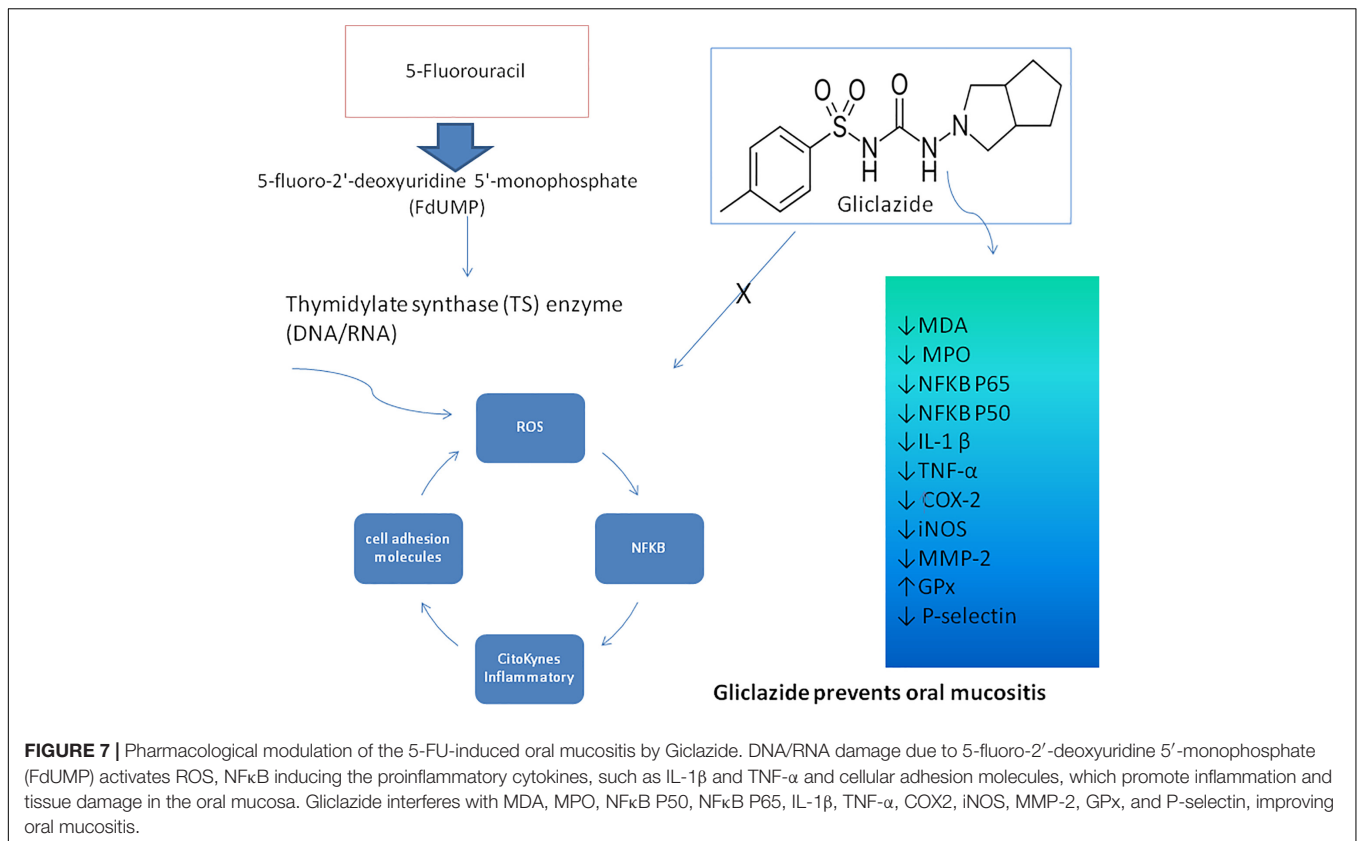 5-Fluorouracil
5-fluoro-2'-deoxyuridine 5'-monophosphate
(FdUMP)
Thymidylate synthase (TS) enzyme
(DNA/RNA)
ROS
NFKB
CitoKynes
Inflammatory
cell adhesion
molecules
O O O
S N N N
H H
Gliclazide
X
↓MDA
↓ MPO
↓NFKB P65
↓NFKB P50
↓IL-1 β
↓TNF-α
↓ COX-2
↓iNOS
↓MMP-2
↑GPx
↓ P-selectin
Gliclazide prevents oral mucositis
FIGURE 7 | Pharmacological modulation of the 5-FU-induced oral mucositis by Giclazide. DNA/RNA damage due to 5-fluoro-2′-deoxyuridine 5′-monophosphate
(FdUMP) activates ROS, NFκB inducing the proinflammatory cytokines, such as IL-1β and TNF-α and cellular adhesion molecules, which promote inflammation and
tissue damage in the oral mucosa. Gliclazide interferes with MDA, MPO, NFκB P50, NFκB P65, IL-1β, TNF-α, COX2, iNOS, MMP-2, GPx, and P-selectin, improving
oral mucositis.